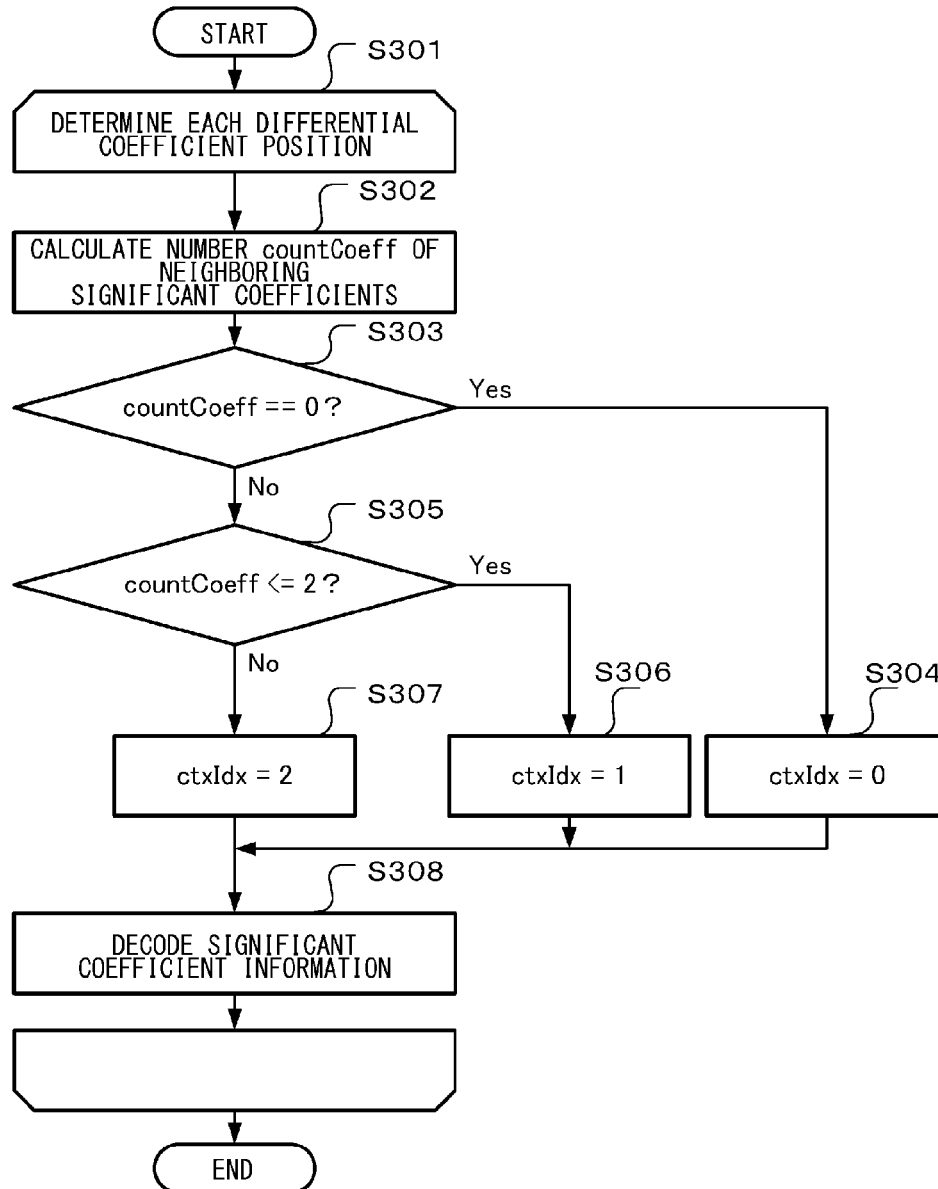 START
S301
DETERMINE EACH DIFFERENTIAL
COEFFICIENT POSITION
S302
CALCULATE NUMBER countCoeff OF
NEIGHBORING
SIGNIFICANT COEFFICIENTS
S303
countCoeff == 0?
Yes
No
S305
countCoeff <= 2?
Yes
No
S307
S306
S304
ctxIdx = 2
ctxIdx = 1
ctxIdx = 0
S308
DECODE SIGNIFICANT
COEFFICIENT INFORMATION
END